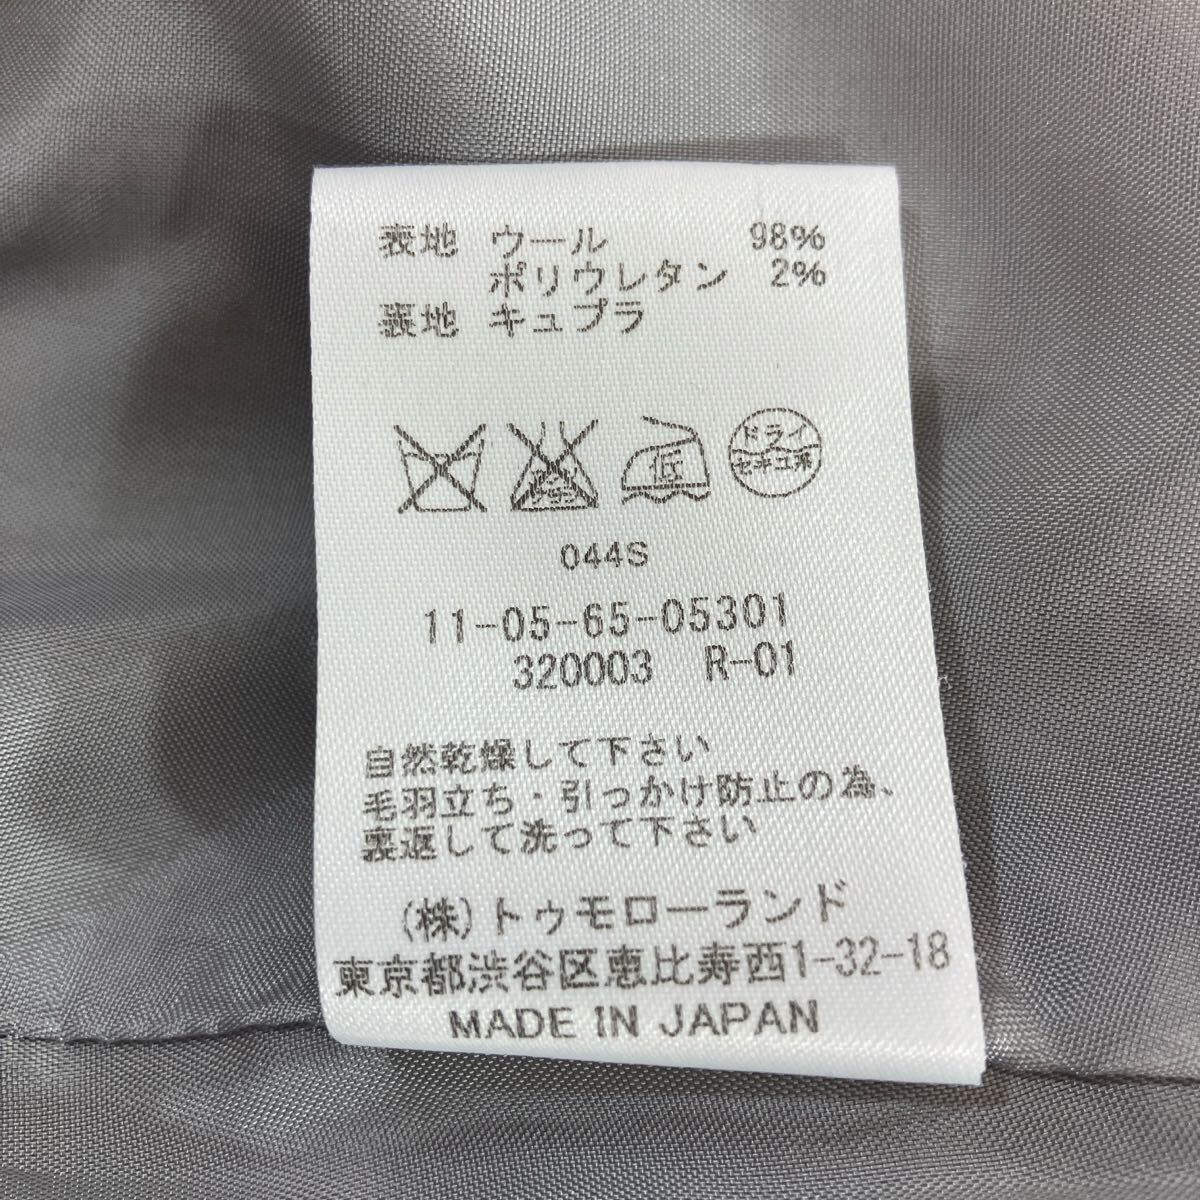 表地 ウール 98%
ポリウレタン 2%
裏地 キュプラ
低 ドライ
セキユ系
044S
11-05-65-05301
320003 R-01
自然乾燥して下さい
毛羽立ち・引っかけ防止の為、
裏返して洗って下さい
(株)トゥモローランド
東京都渋谷区恵比寿西1-32-18
MADE IN JAPAN